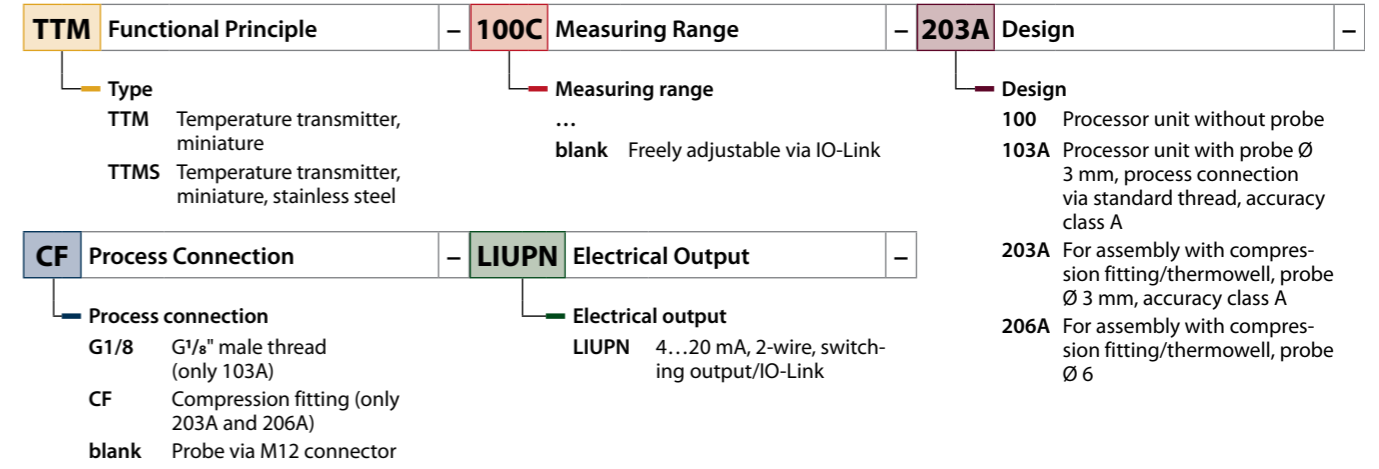 TTM Functional Principle – 100C Measuring Range – 203A Design –
Type
TTM Temperature transmitter,
miniature
TTMS Temperature transmitter,
miniature, stainless steel
Measuring range
…
blank Freely adjustable via IO-Link
Design
100 Processor unit without probe
103A Processor unit with probe Ø
3 mm, process connection
via standard thread, accuracy
class A
203A For assembly with compres-
sion fitting/thermowell, probe
Ø 3 mm, accuracy class A
206A For assembly with compres-
sion fitting/thermowell, probe
Ø 6
CF Process Connection – LIUPN Electrical Output –
Process connection
G1/8 G1/8" male thread
(only 103A)
CF Compression fitting (only
203A and 206A)
blank Probe via M12 connector
Electrical output
LIUPN 4…20 mA, 2-wire, switch-
ing output/IO-Link